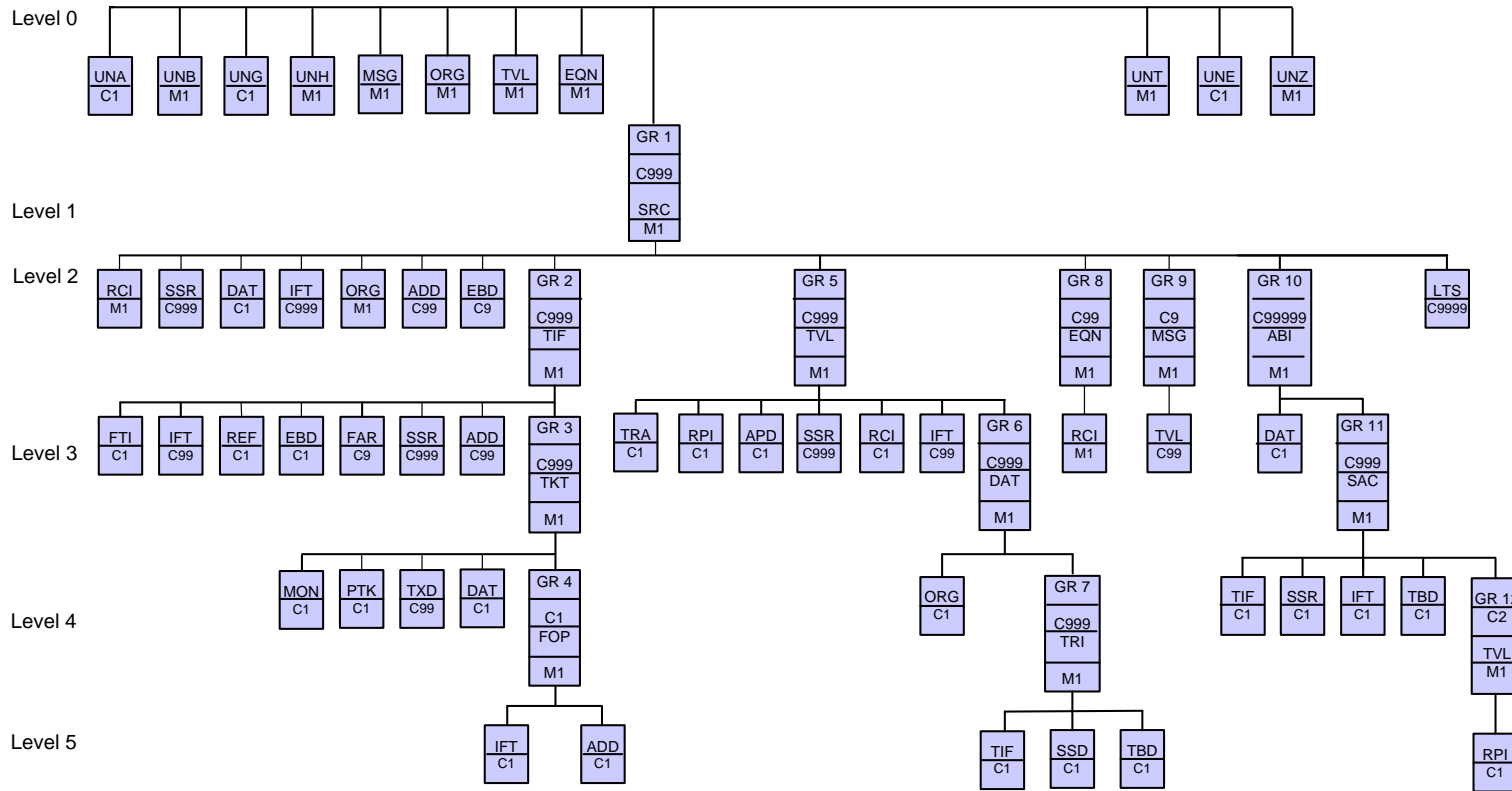 Level 0
UNA UNB UNG UNH MSG ORG TVL EQN UNT UNE UNZ
C1 M1 C1 M1 M1 M1 M1 M1 M1 C1 M1
GR 1
C999
SRC
M1
Level 1
Level 2
RCI SSR DAT IFT ORG ADD EBD GR 2 GR 5 GR 8 GR 9 GR 10 LTS
M1 C999 C1 C999 M1 C99 C9 C999 C999 C99 C9 C99999 C9999
TIF TVL EQN MSG ABI
M1 M1 M1 M1 M1
Level 3
FTI IFT REF EBD FAR SSR ADD GR 3 TRA RPI APD SSR RCI IFT GR 6 RCI TVL DAT GR 11
C1 C99 C1 C1 C9 C999 C99 C999 C1 C1 C1 C999 C1 C99 C999 M1 C99 C1 C999
TKT DAT SAC
M1 M1 M1
Level 4
MON PTK TXD DAT GR 4 ORG GR 7 TIF SSR IFT TBD GR 12
C1 C1 C99 C1 C1 C1 C999 C1 C1 C1 C1 C2
FOP TRI TVL
M1 M1 M1
Level 5
IFT ADD TIF SSD TBD RPI
C1 C1 C1 C1 C1 C1